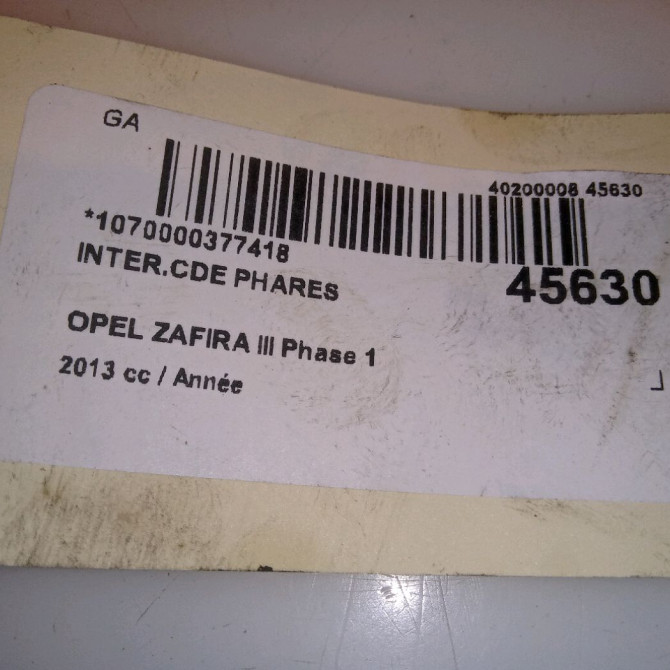 GA
40200008 45630
*1070000377418
INTER.CDE PHARES
45630
OPEL ZAFIRA III Phase 1
2013 cc / Année